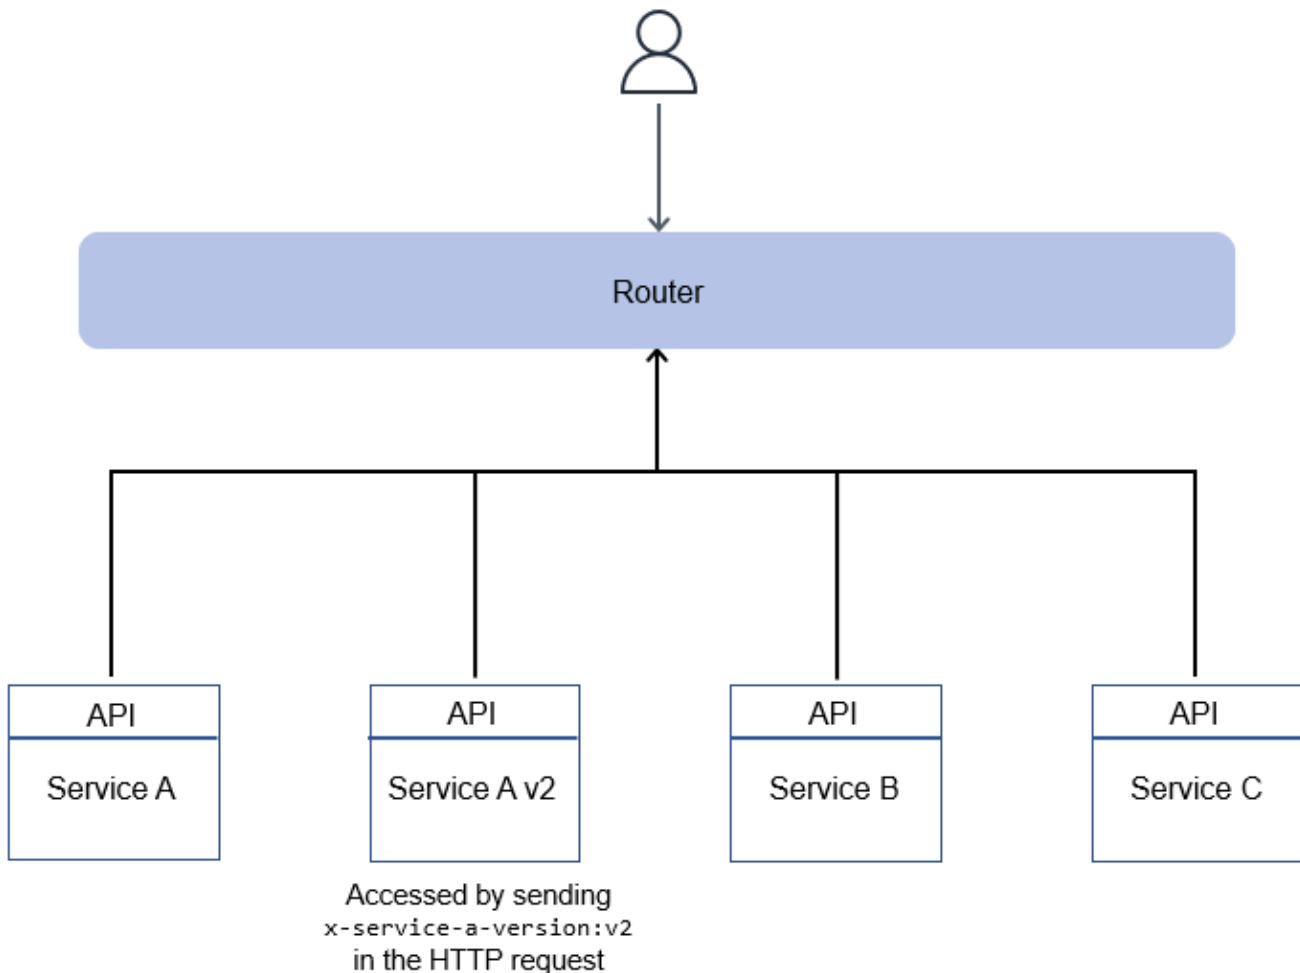 Router
API
Service A
API
Service A v2
API
Service B
API
Service C
Accessed by sending
x-service-a-version:v2
in the HTTP request